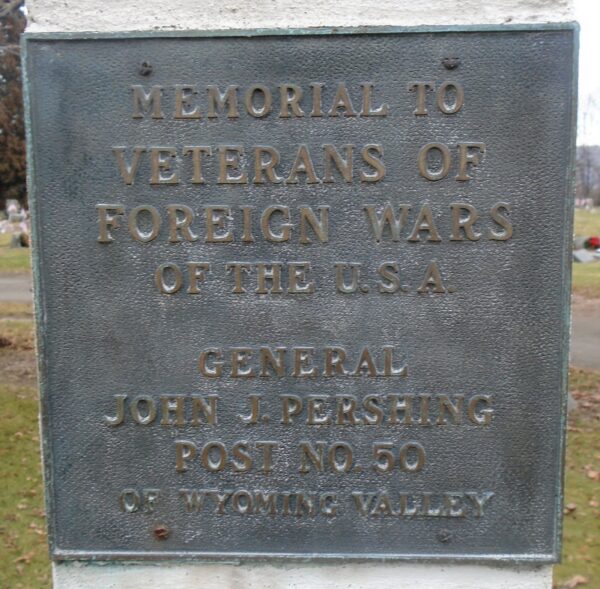 MEMORIAL TO
VETERANS OF
FOREIGN WARS
OF THE U.S.A.
GENERAL
JOHN J. PERSHING
POST NO. 50
OF WYOMING VALLEY